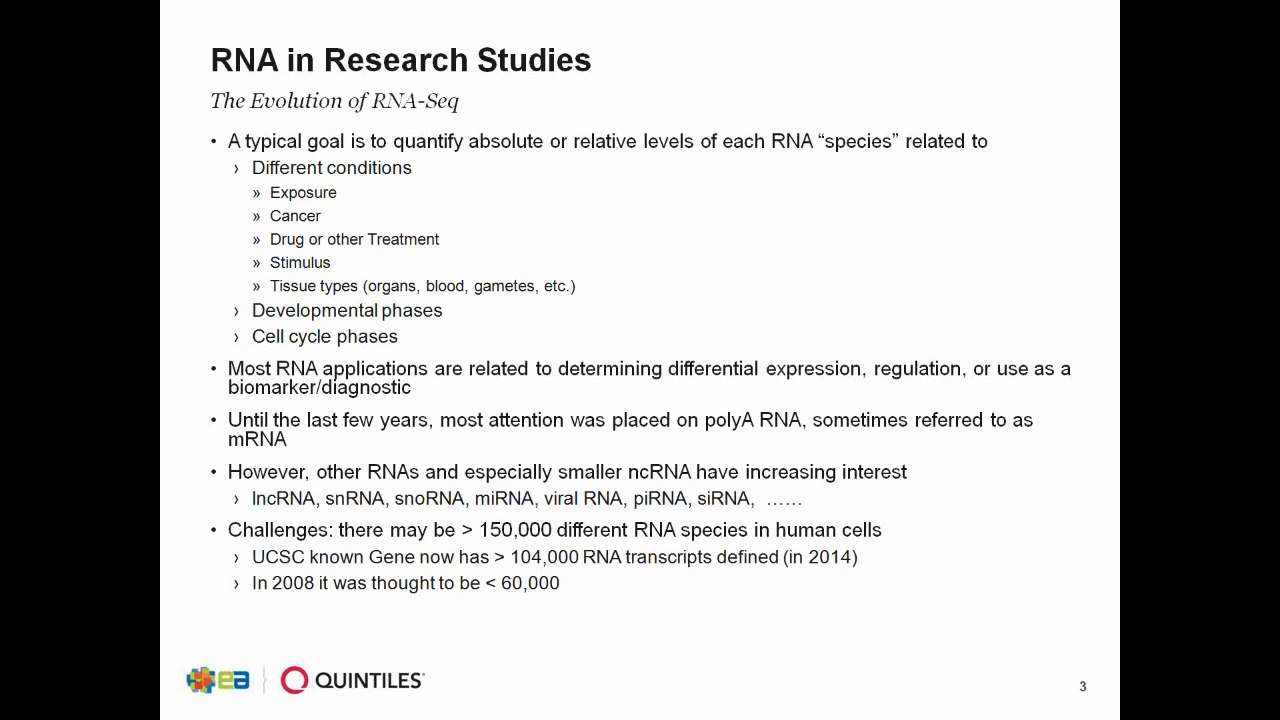 RNA in Research Studies
The Evolution of RNA-Seq
• A typical goal is to quantify absolute or relative levels of each RNA “species” related to
› Different conditions
» Exposure
» Cancer
» Drug or other Treatment
» Stimulus
» Tissue types (organs, blood, gametes, etc.)
› Developmental phases
› Cell cycle phases
• Most RNA applications are related to determining differential expression, regulation, or use as a
biomarker/diagnostic
• Until the last few years, most attention was placed on polyA RNA, sometimes referred to as
mRNA
• However, other RNAs and especially smaller ncRNA have increasing interest
› lncRNA, snRNA, snoRNA, miRNA, viral RNA, piRNA, siRNA, ……
• Challenges: there may be > 150,000 different RNA species in human cells
› UCSC known Gene now has > 104,000 RNA transcripts defined (in 2014)
› In 2008 it was thought to be < 60,000
ea QUINTILES
3